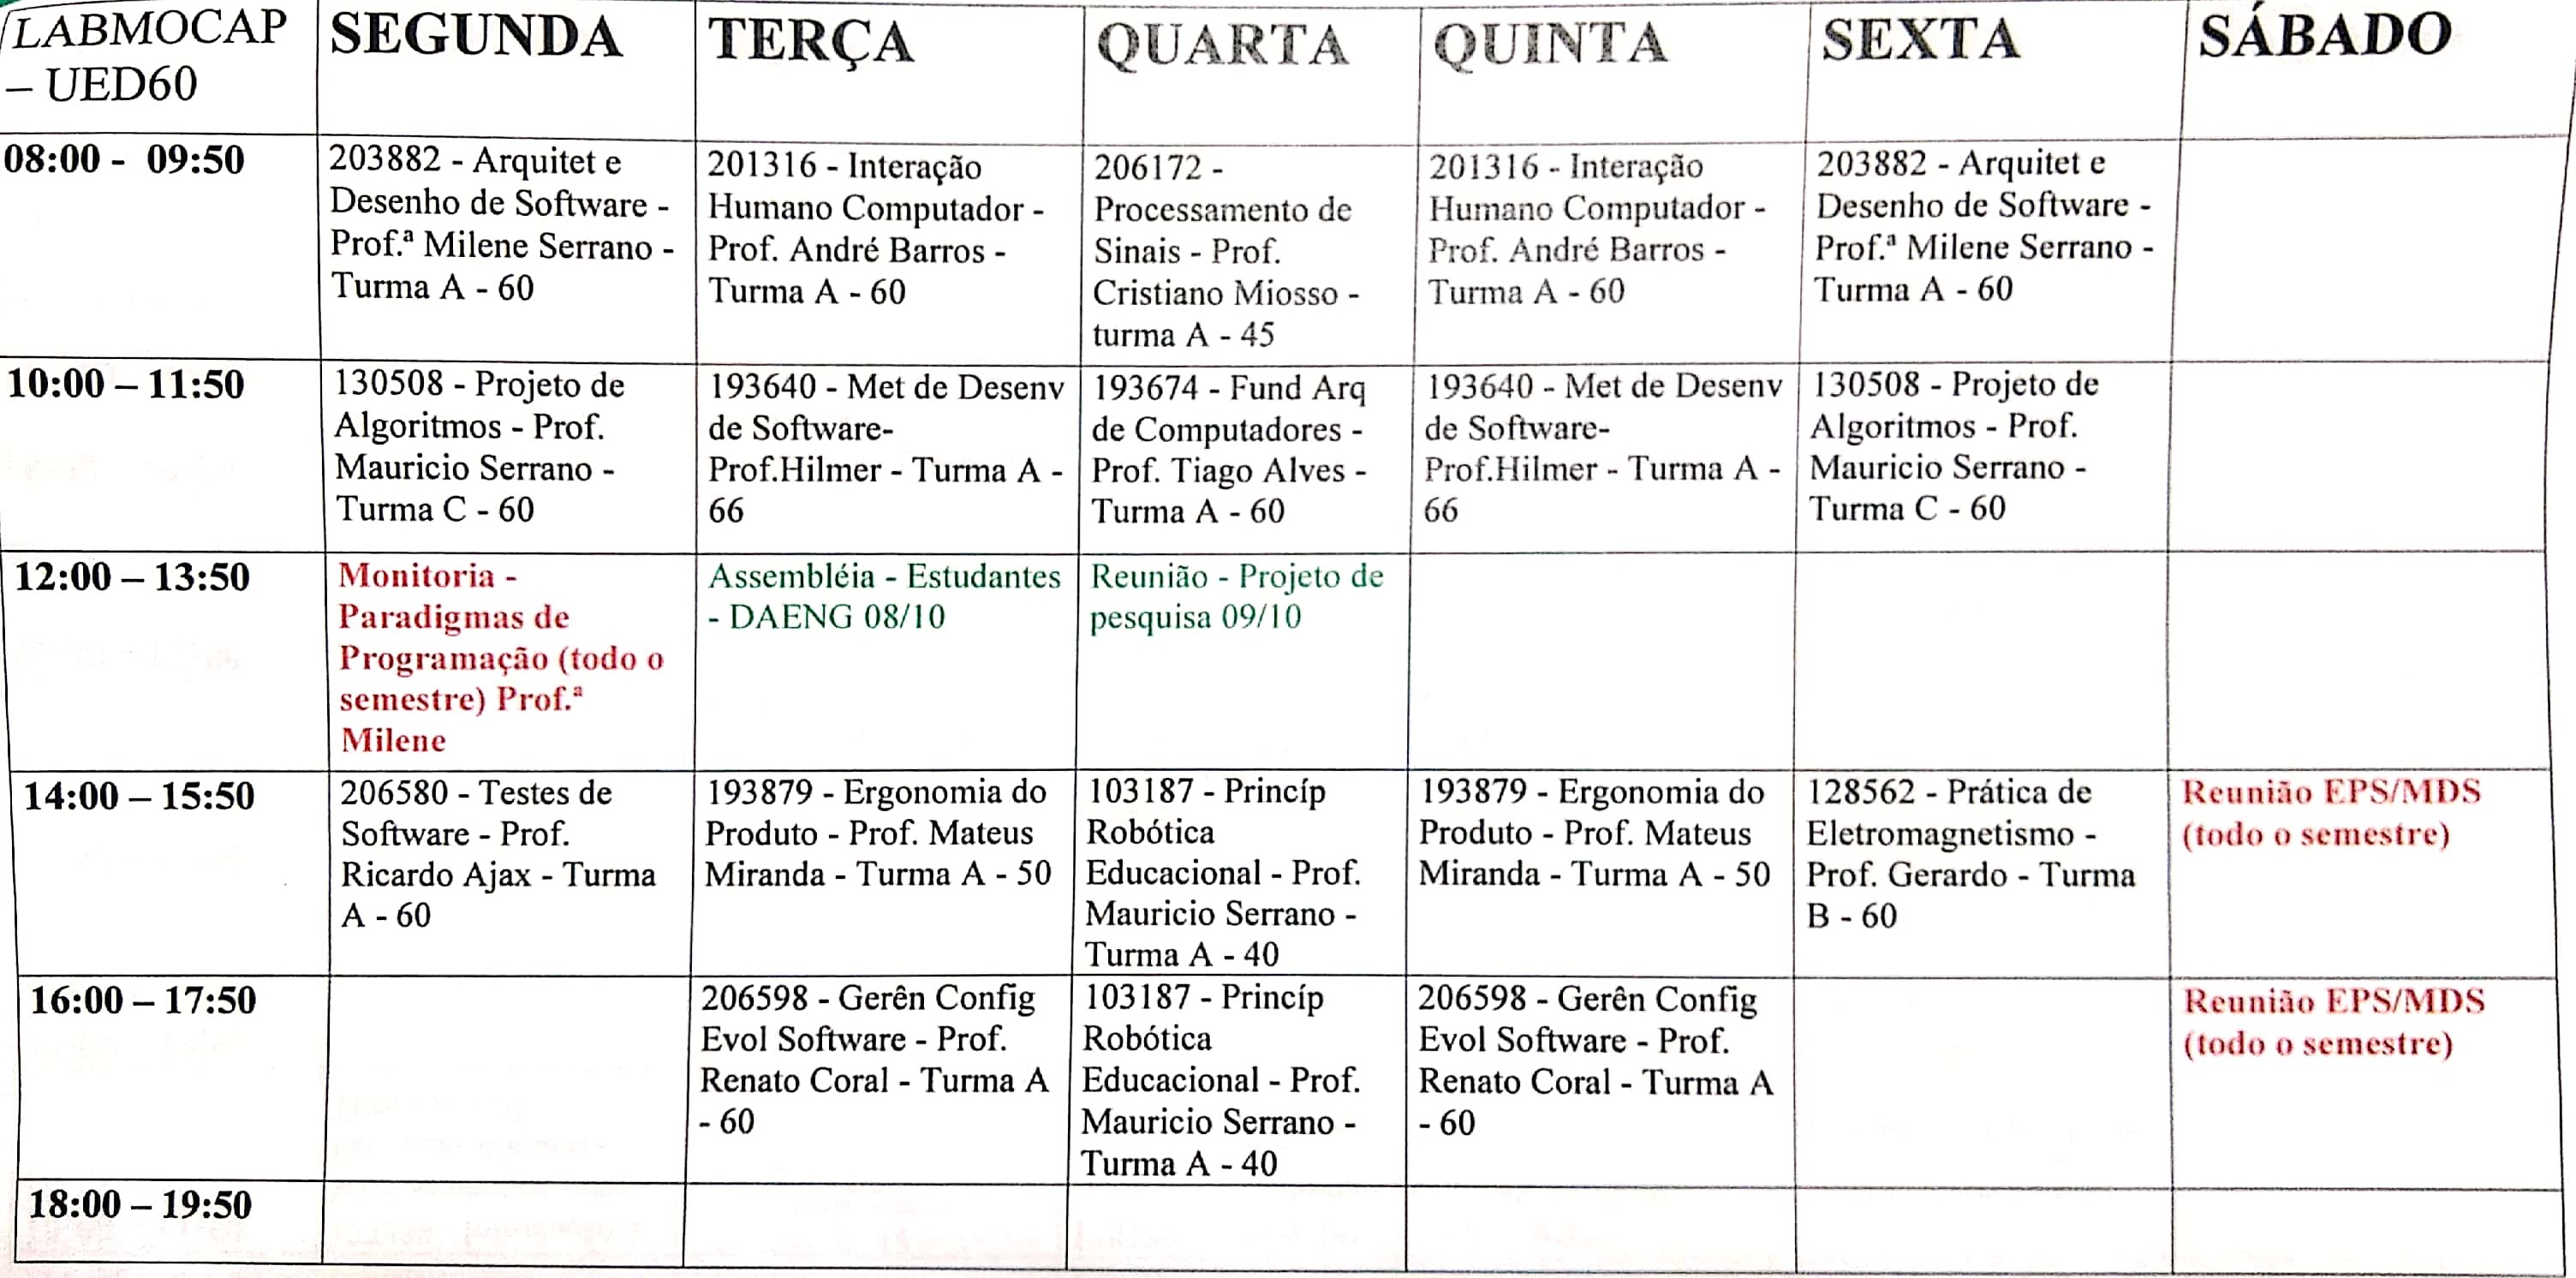 LABMOCAP
– UED60
SEGUNDA
TERÇA
QUARTA
QUINTA
SEXTA
SÁBADO
08:00 - 09:50
203882 - Arquitet e
Desenho de Software -
Prof.ª Milene Serrano -
Turma A - 60
201316 - Interação
Humano Computador -
Prof. André Barros -
Turma A - 60
206172 -
Processamento de
Sinais - Prof.
Cristiano Miosso -
turma A - 45
201316 - Interação
Humano Computador -
Prof. André Barros -
Turma A - 60
203882 - Arquitet e
Desenho de Software -
Prof.ª Milene Serrano -
Turma A - 60
10:00 – 11:50
130508 - Projeto de
Algoritmos - Prof.
Mauricio Serrano -
Turma C - 60
193640 - Met de Desenv
de Software-
Prof.Hilmer - Turma A -
66
193674 - Fund Arq
de Computadores -
Prof. Tiago Alves -
Turma A - 60
193640 - Met de Desenv
de Software-
Prof.Hilmer - Turma A -
66
130508 - Projeto de
Algoritmos - Prof.
Mauricio Serrano -
Turma C - 60
12:00 – 13:50
Monitoria -
Paradigmas de
Programação (todo o
semestre) Prof.ª
Milene
Assembléia - Estudantes
- DAENG 08/10
Reunião - Projeto de
pesquisa 09/10
14:00 – 15:50
206580 - Testes de
Software - Prof.
Ricardo Ajax - Turma
A - 60
193879 - Ergonomia do
Produto - Prof. Mateus
Miranda - Turma A - 50
103187 - Princíp
Robótica
Educacional - Prof.
Mauricio Serrano -
Turma A - 40
193879 - Ergonomia do
Produto - Prof. Mateus
Miranda - Turma A - 50
128562 - Prática de
Eletromagnetismo -
Prof. Gerardo - Turma
B - 60
Reunião EPS/MDS
(todo o semestre)
16:00 – 17:50
206598 - Gerên Config
Evol Software - Prof.
Renato Coral - Turma A
- 60
103187 - Princíp
Robótica
Educacional - Prof.
Mauricio Serrano -
Turma A - 40
206598 - Gerên Config
Evol Software - Prof.
Renato Coral - Turma A
- 60
Reunião EPS/MDS
(todo o semestre)
18:00 – 19:50